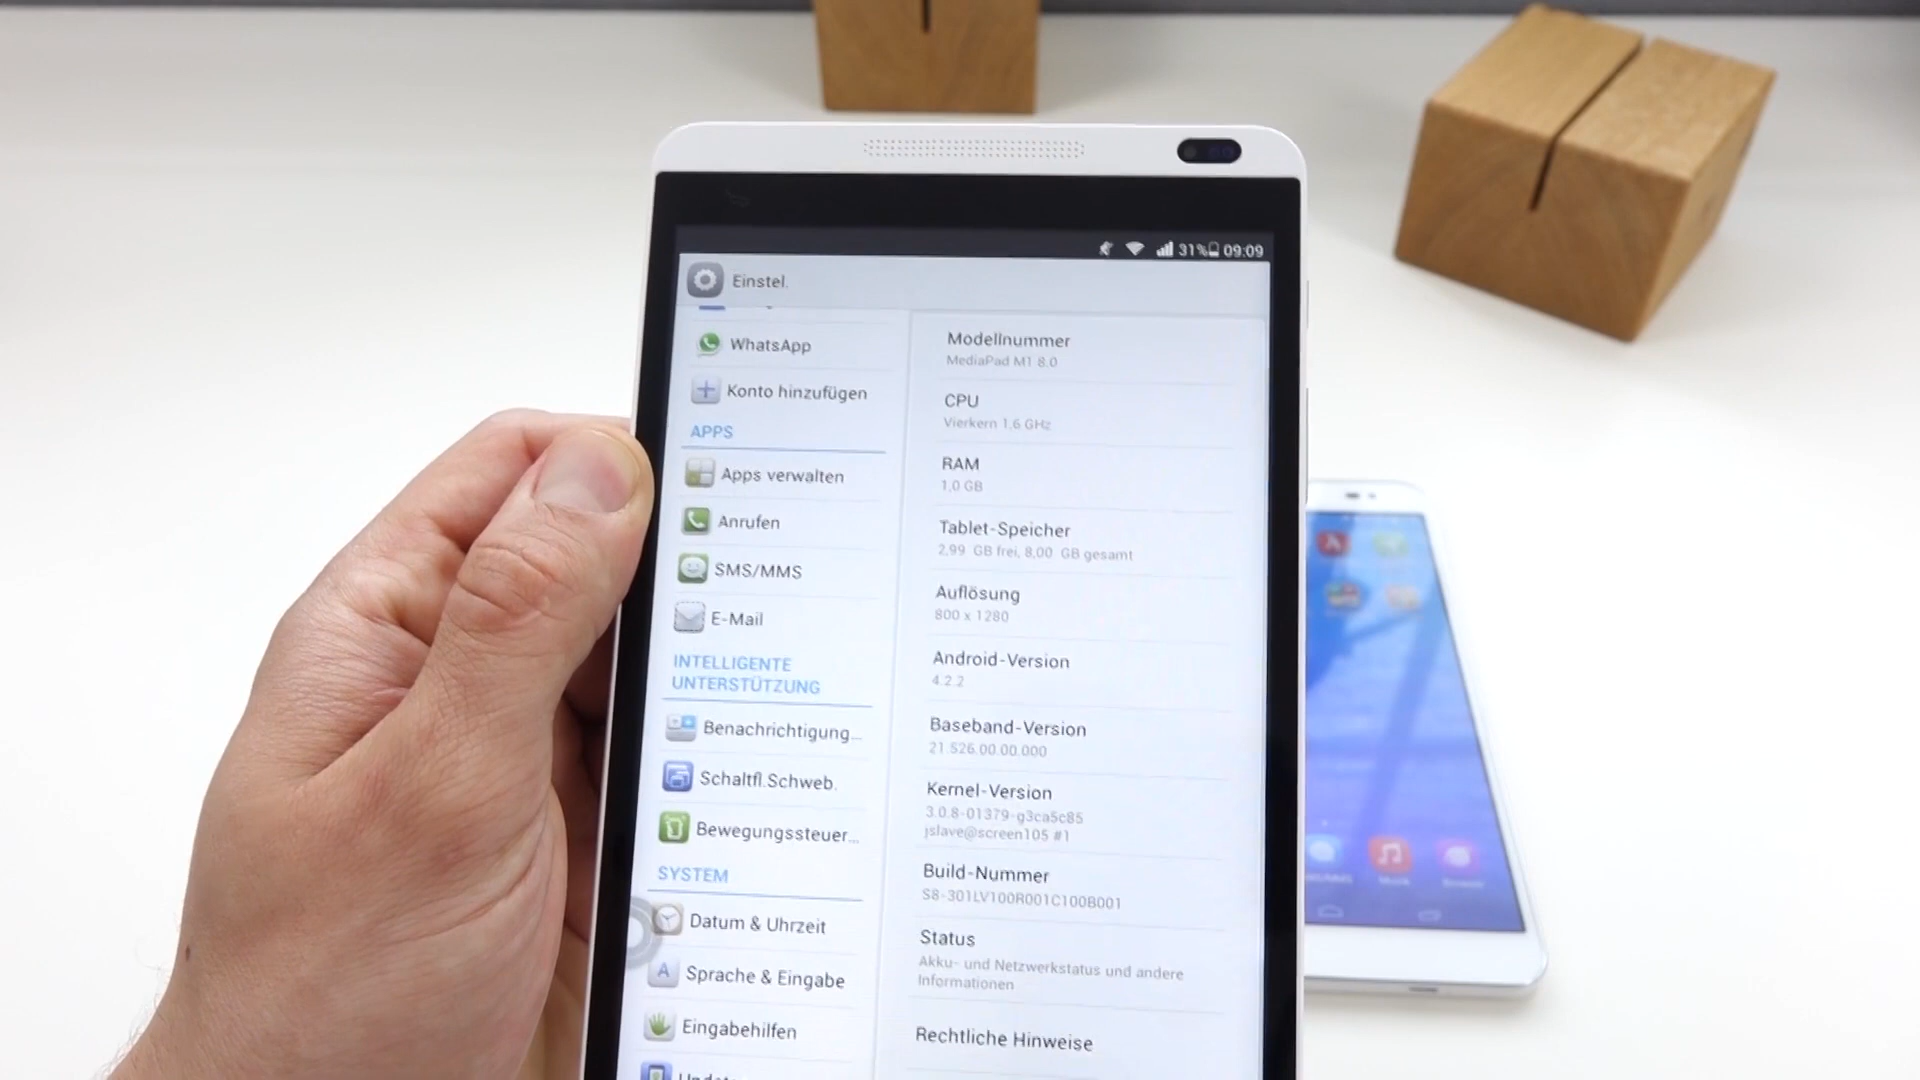 31% 09:09
Einstel.
WhatsApp
Konto hinzufügen
APPS
Apps verwalten
Anrufen
SMS/MMS
E-Mail
INTELLIGENTE
UNTERSTÜTZUNG
Benachrichtigung...
Schaltfl.Schweb.
Bewegungssteuer...
SYSTEM
Datum & Uhrzeit
Sprache & Eingabe
Eingabehilfen
Modellnummer
MediaPad M1 8.0
CPU
Vierkern 1,6 GHz
RAM
1,0 GB
Tablet-Speicher
2,99 GB frei, 8,00 GB gesamt
Auflösung
800 x 1280
Android-Version
4.2.2
Baseband-Version
21.526.00.00.000
Kernel-Version
3.0.8-01379-g3ca5c85
jslave@screen105 #1
Build-Nummer
S8-301LV100R001C100B001
Status
Akku- und Netzwerkstatus und andere
Informationen
Rechtliche Hinweise